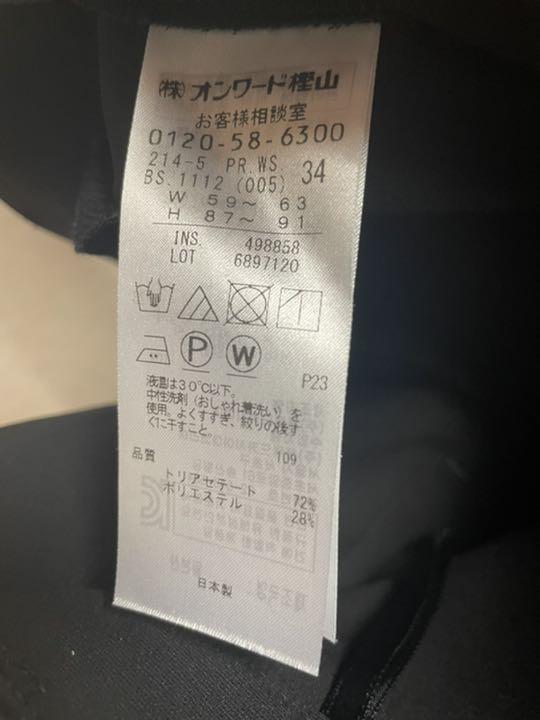 (株)オンワード樫山
お客様相談室
0120-58-6300
214-5 PR.WS. 34
BS.1112 (005)
W 59～ 63
H 87～ 91
INS. 498858
LOT 6897120
P W
P23
液温は30℃以下。
中性洗剤(おしゃれ着洗い)を
使用。よくすすぎ、絞りの後す
ぐに干すこと。
品質 109
トリアセテート 72%
ポリエステル 28%
日本製